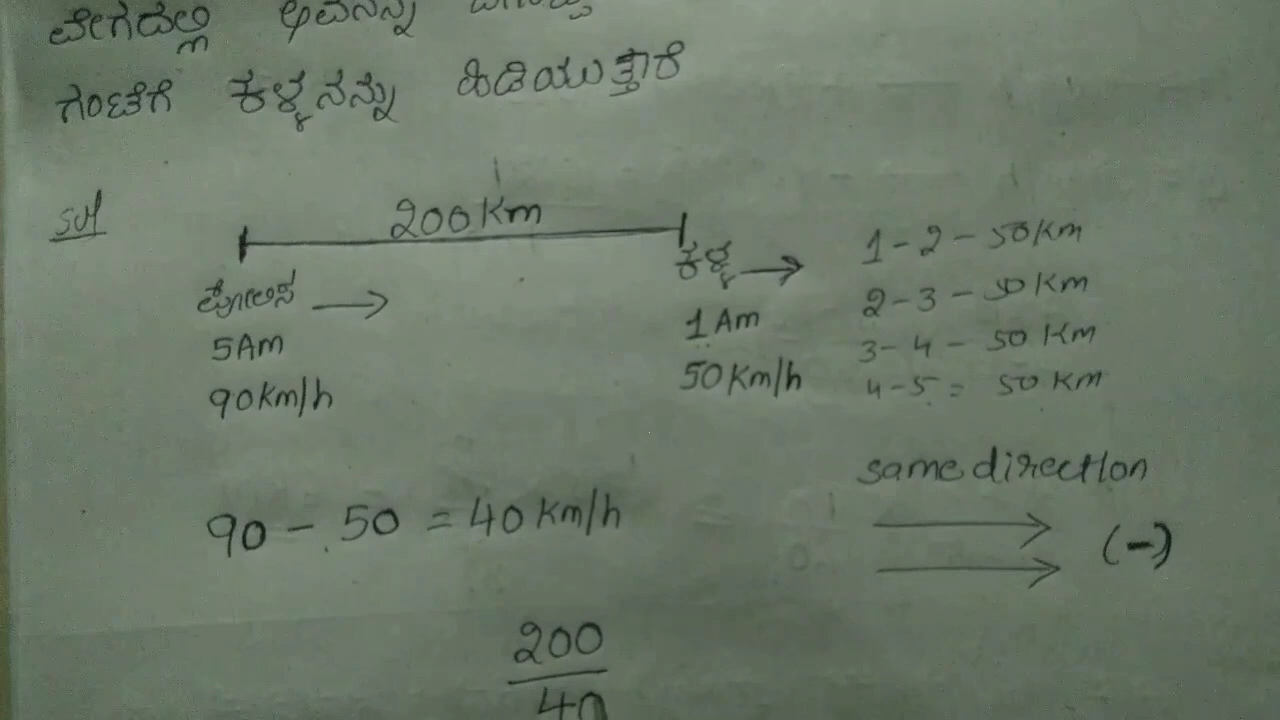 ವೇಗದಲ್ಲಿ ಅವನನ್ನು
ಗಂಟೆಗೆ ಕಳ್ಳನನ್ನು ಹಿಡಿಯುತ್ತಾರೆ
sol
200 Km
ಪೋಲಿಸ →
5Am
90km/h
ಕಳ್ಳ →
1Am
50Km/h
1-2-50Km
2-3-50Km
3-4-50 Km
4-5= 50 Km
same direction
(-)
90 - 50 = 40 Km/h
200
40